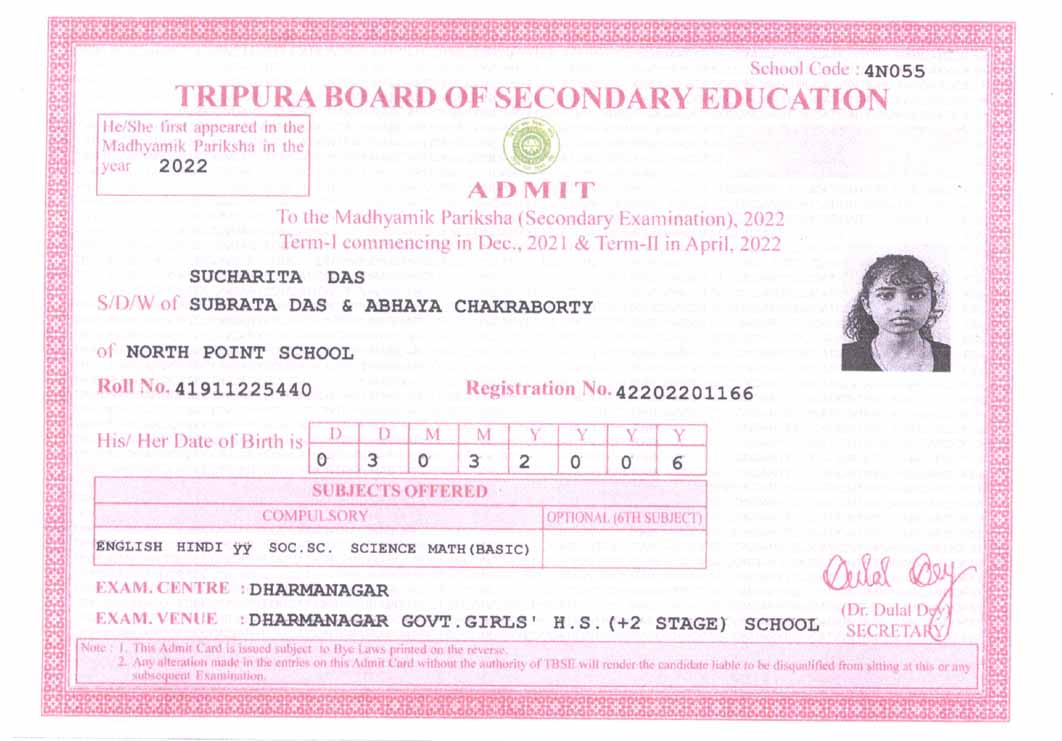 School Code : 4N055
TRIPURA BOARD OF SECONDARY EDUCATION
He/She first appeared in the
Madhyamik Pariksha in the
year 2022
ADMIT
To the Madhyamik Pariksha (Secondary Examination), 2022
Term-I commencing in Dec., 2021 & Term-II in April, 2022
SUCHARITA DAS
S/D/W of SUBRATA DAS & ABHAYA CHAKRABORTY
of NORTH POINT SCHOOL
Roll No. 41911225440 Registration No. 42202201166
His/ Her Date of Birth is D D M M Y Y Y Y
0 3 0 3 2 0 0 6
SUBJECTS OFFERED
COMPULSORY OPTIONAL (6TH SUBJECT)
ENGLISH HINDI ÿÿ SOC.SC. SCIENCE MATH(BASIC)
EXAM. CENTRE : DHARMANAGAR
EXAM. VENUE : DHARMANAGAR GOVT.GIRLS' H.S.(+2 STAGE) SCHOOL
Dulal Dey
(Dr. Dulal Dey)
SECRETARY
Note : 1. This Admit Card is issued subject to Bye Laws printed on the reverse.
2. Any alteration made in the entries on this Admit Card without the authority of TBSE will render the candidate liable to be disqualified from sitting at this or any
subsequent Examination.